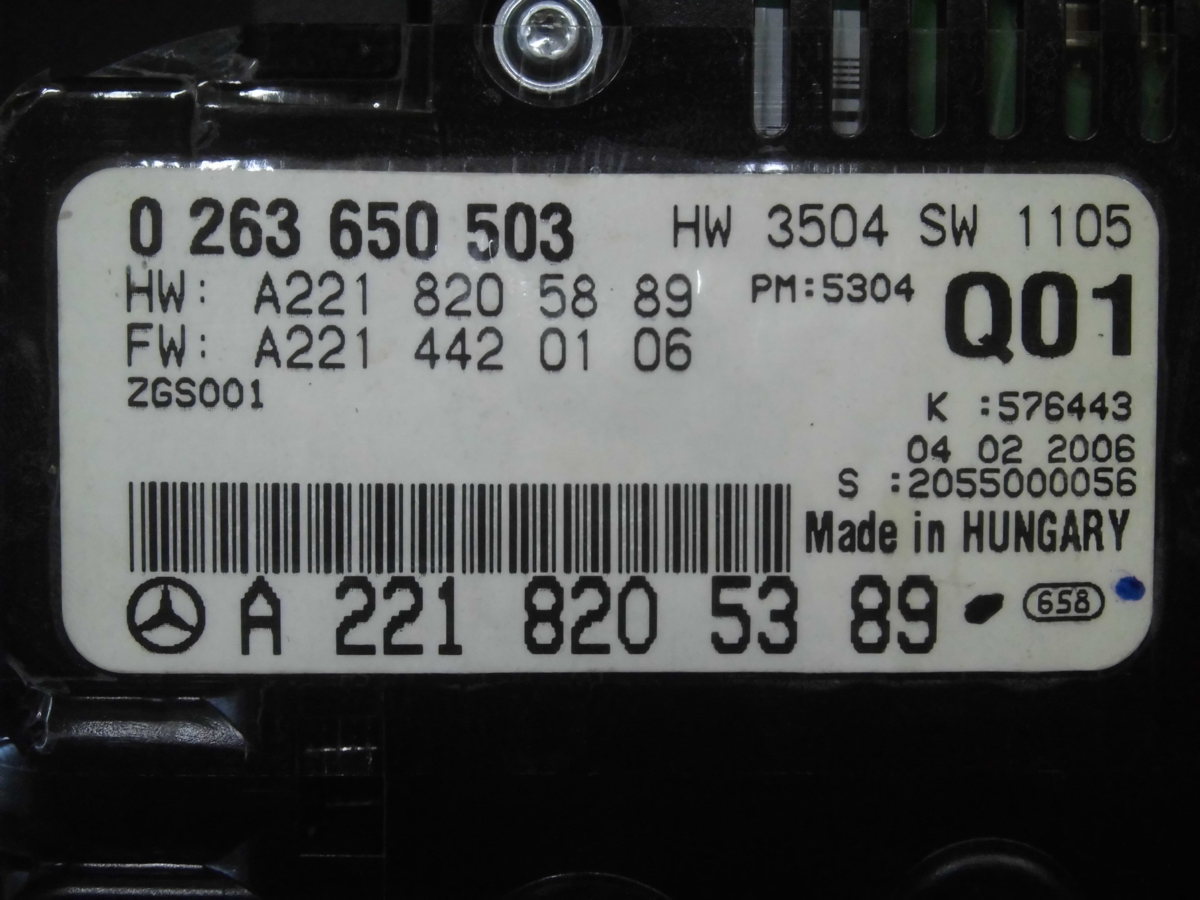 0 263 650 503 HW 3504 SW 1105
HW: A221 820 58 89 PM:5304
Q01
FW: A221 442 01 06
ZGS001
K :576443
04 02 2006
S :2055000056
Made in HUNGARY
A 221 820 53 89 658